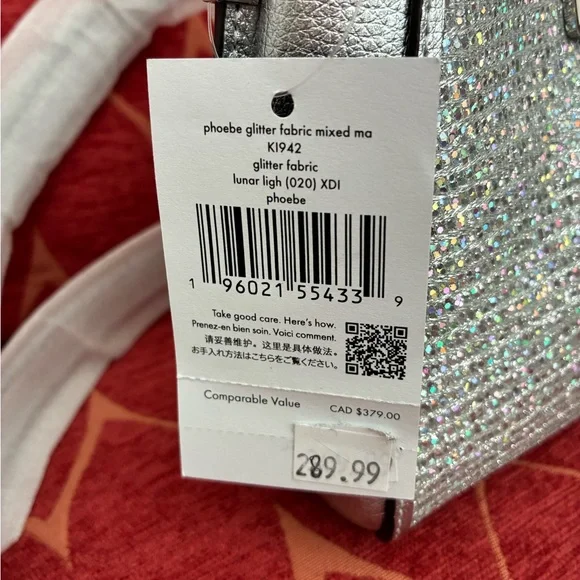 phoebe glitter fabric mixed ma
KI942
glitter fabric
lunar ligh (020) XDI
phoebe
1 96021 55433 9
Take good care. Here's how.
Prenez-en bien soin. Voici comment.
请妥善维护。这里是具体做法。
お手入れ方法はこちらをご覧ください。
Comparable Value CAD $379.00
289.99